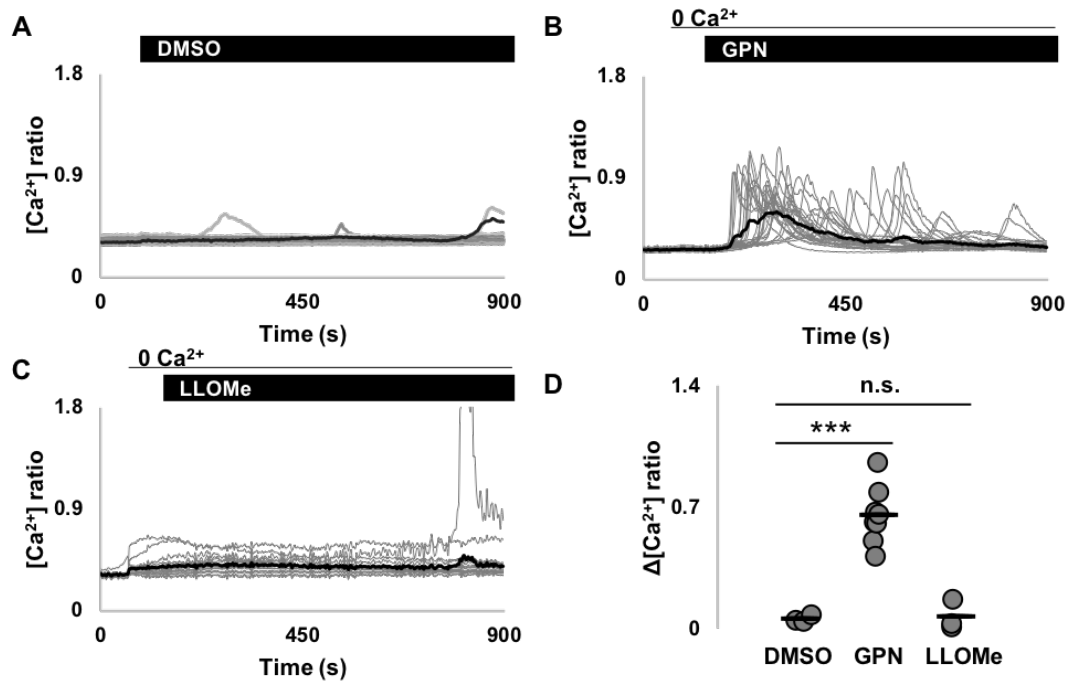 A
DMSO
1.8
0.9
0
[Ca²⁺] ratio
0
450
900
Time (s)
B
0 Ca²⁺
GPN
1.8
0.9
0
[Ca²⁺] ratio
0
450
900
Time (s)
C
0 Ca²⁺
LLOMe
1.8
0.9
0
[Ca²⁺] ratio
0
450
900
Time (s)
D
1.4
0.7
0
Δ[Ca²⁺] ratio
n.s.
***
DMSO GPN LLOMe